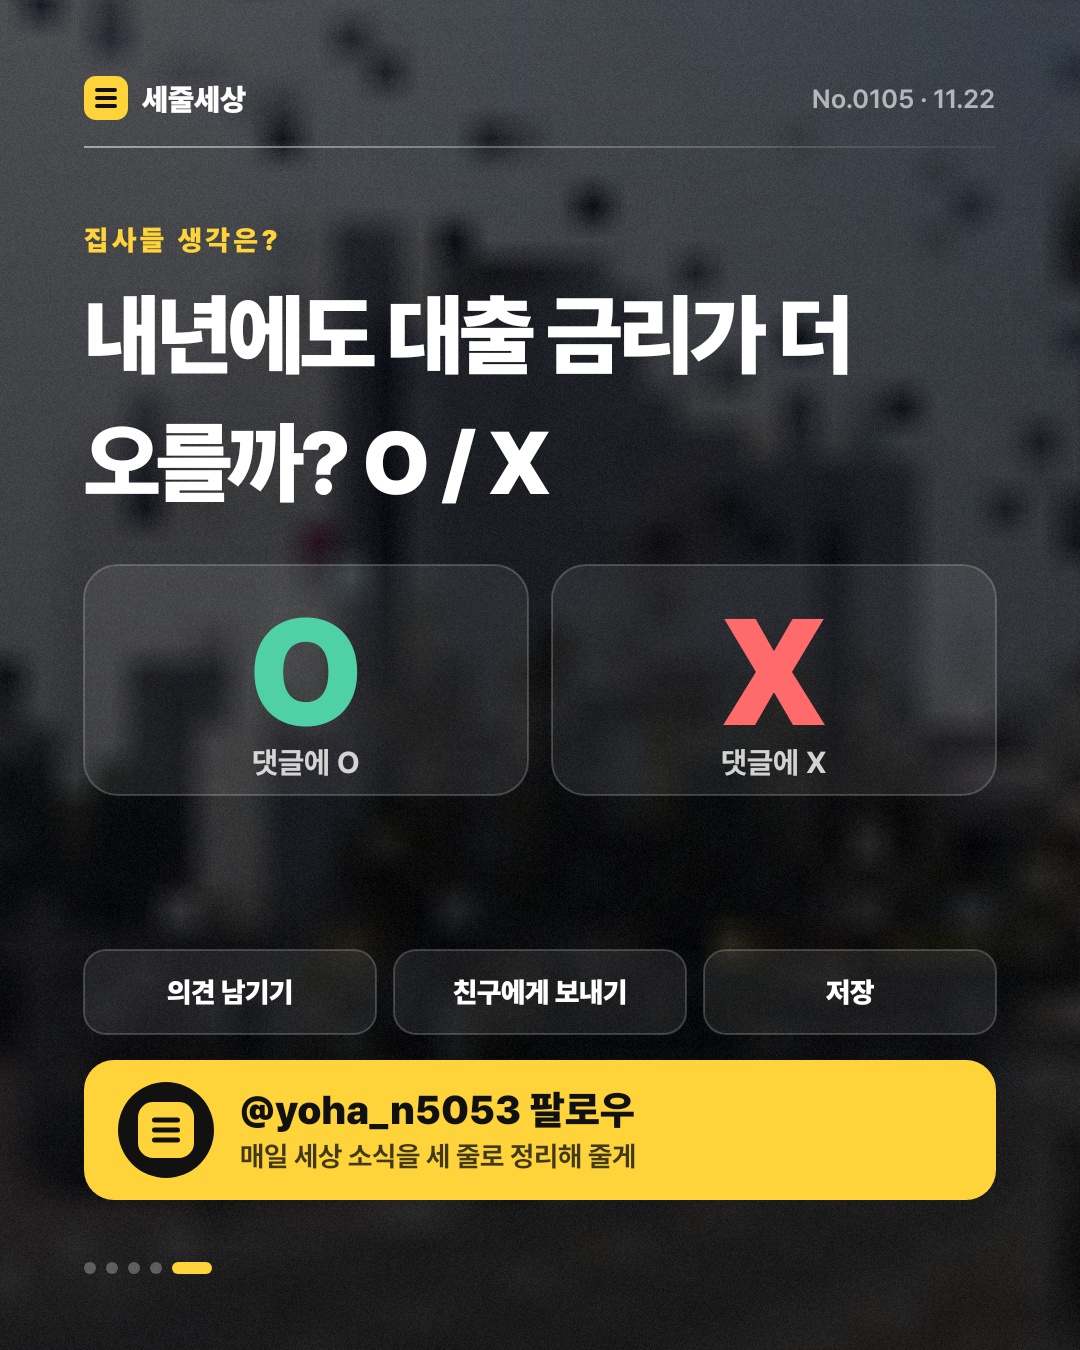 세줄세상
No.0105 · 11.22
집사들 생각은?
내년에도 대출 금리가 더
오를까? O / X
O
댓글에 O
X
댓글에 X
의견 남기기
친구에게 보내기
저장
@yoha_n5053 팔로우
매일 세상 소식을 세 줄로 정리해 줄게